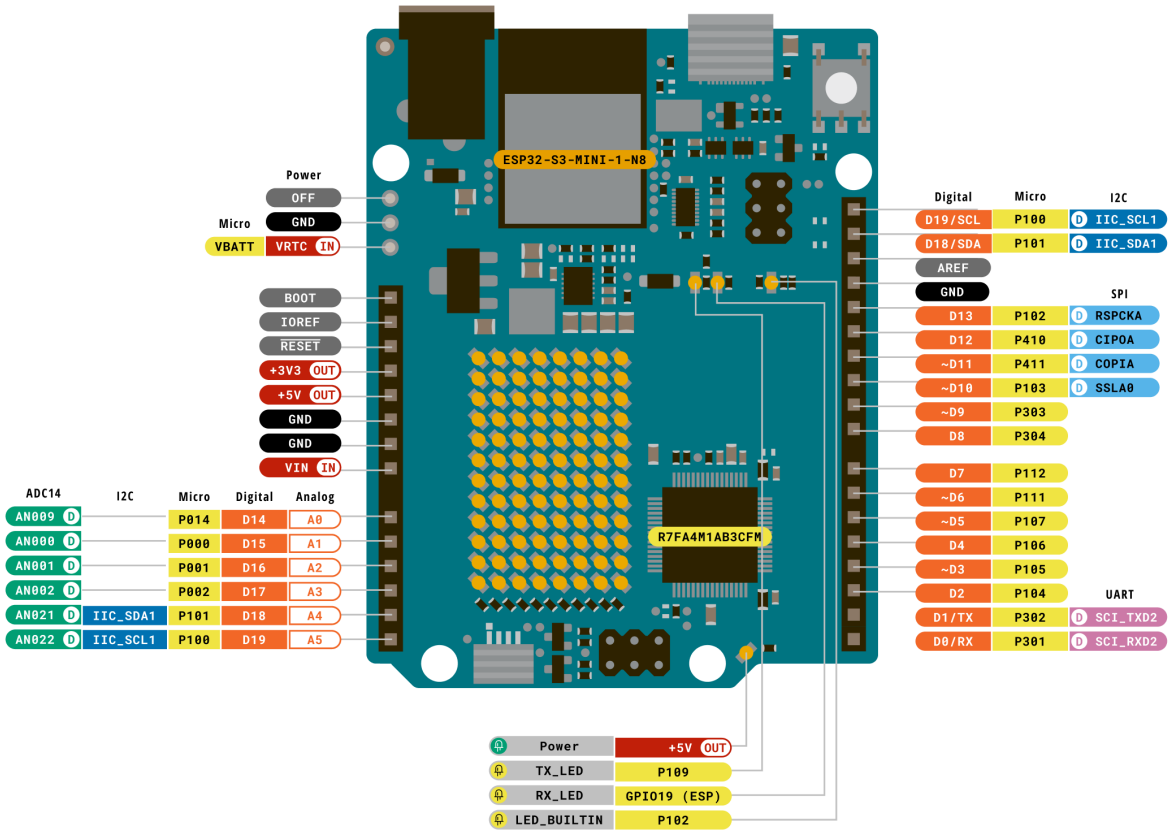 ESP32-S3-MINI-1-N8
Power
OFF
Micro
GND
VBATT VRTC IN
BOOT
IOREF
RESET
+3V3 OUT
+5V OUT
GND
GND
VIN IN
ADC14 I2C Micro Digital Analog
AN009 D P014 D14 A0
AN000 D P000 D15 A1
AN001 D P001 D16 A2
AN002 D P002 D17 A3
AN021 D IIC_SDA1 P101 D18 A4
AN022 D IIC_SCL1 P100 D19 A5
Digital Micro I2C
D19/SCL P100 D IIC_SCL1
D18/SDA P101 D IIC_SDA1
AREF
GND
SPI
D13 P102 D RSPCKA
D12 P410 D CIPOA
~D11 P411 D COPIA
~D10 P103 D SSLA0
~D9 P303
D8 P304
D7 P112
~D6 P111
~D5 P107
D4 P106
~D3 P105
D2 P104
UART
D1/TX P302 D SCI_TXD2
D0/RX P301 D SCI_RXD2
R7FA4M1AB3CFM
Power +5V OUT
TX_LED P109
RX_LED GPIO19 (ESP)
LED_BUILTIN P102